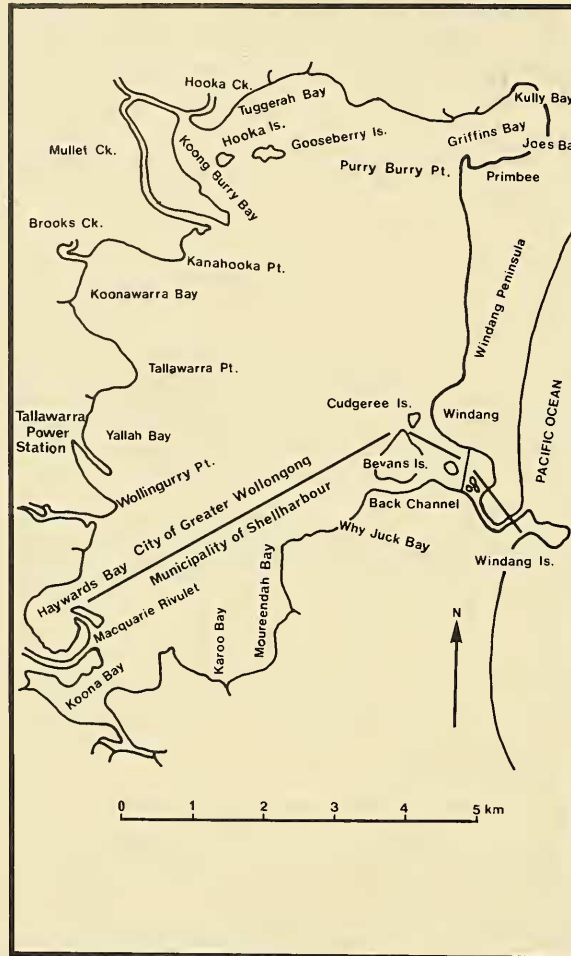 Hooka Ck.
Tuggerah Bay
Kully Bay
Hooka Is.
Gooseberry Is.
Griffins Bay
Mullet Ck.
Koong Burry Bay
Joes Ba
Purry Burry Pt.
Primbee
Brooks Ck.
Kanahooka Pt.
Koonawarra Bay
Windang Peninsula
Tallawarra Pt.
PACIFIC OCEAN
Cudgeree Is.
Windang
Tallawarra
Power
Station
Yallah Bay
Bevans Is.
Wollingurry Pt.
City of Greater Wollongong
Municipality of Shellharbour
Back Channel
Why Juck Bay
Windang Is.
Haywards Bay
Macquarie Rivulet
Moureendah Bay
Karoo Bay
Koona Bay
N
0 1 2 3 4 5 km